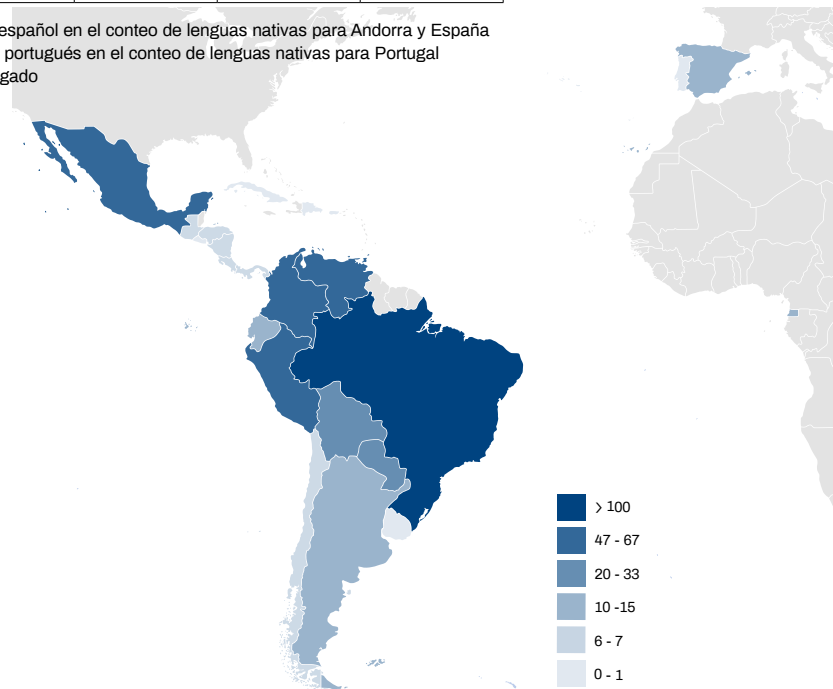 español en el conteo de lenguas nativas para Andorra y España
portugués en el conteo de lenguas nativas para Portugal
gado
> 100
47 - 67
20 - 33
10 -15
6 - 7
0 - 1